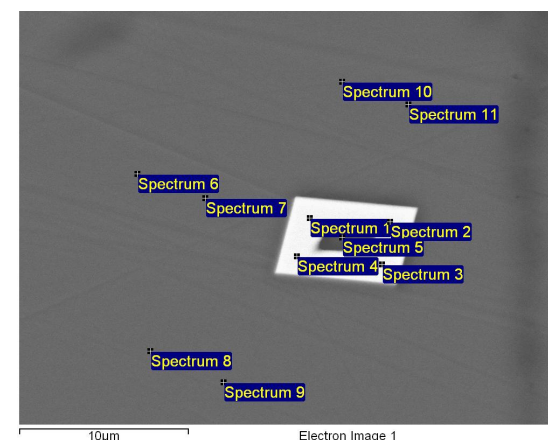 Spectrum 10
Spectrum 11
Spectrum 6
Spectrum 7
Spectrum 1
Spectrum 2
Spectrum 5
Spectrum 4
Spectrum 3
Spectrum 8
Spectrum 9
10μm
Electron Image 1